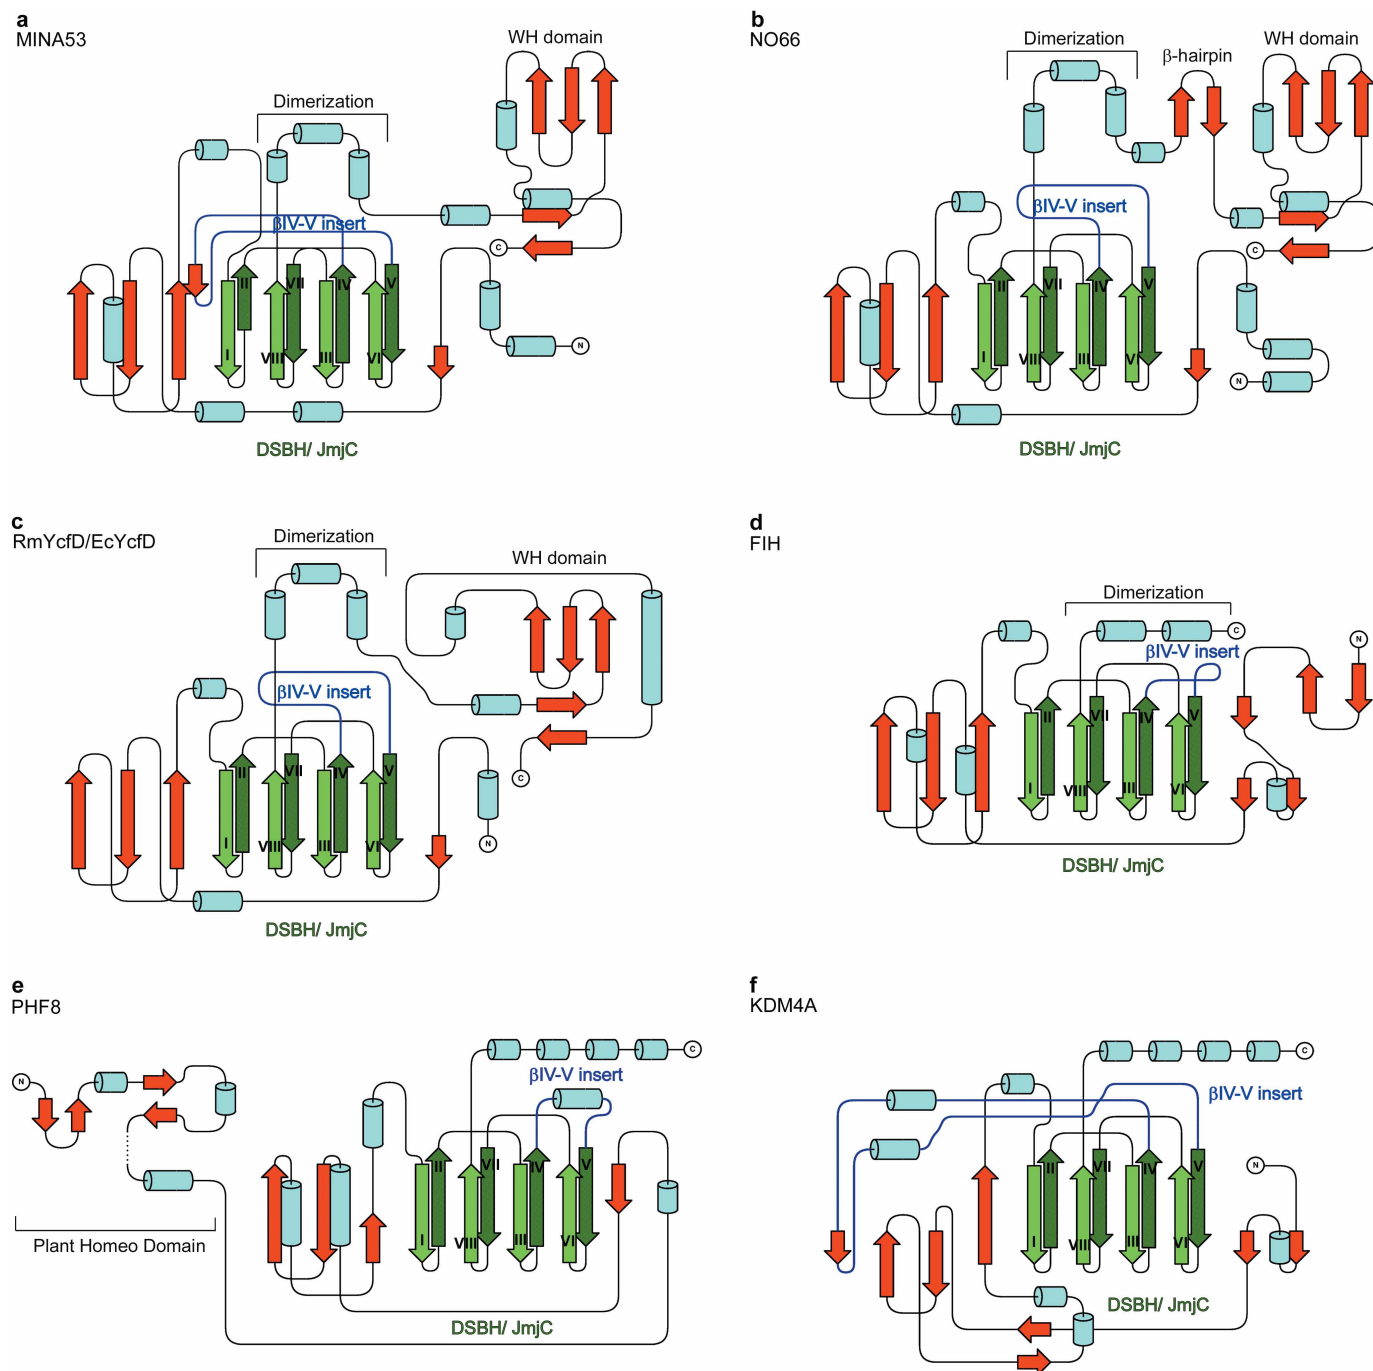 a
MINA53
Dimerization
WH domain
βIV-V insert
C
II
VII
IV
V
I
VIII
III
VI
N
DSBH/ JmjC
b
NO66
Dimerization
β-hairpin
WH domain
βIV-V insert
C
II
VII
IV
V
I
VIII
III
V
N
DSBH/ JmjC
c
RmYcfD/EcYcfD
Dimerization
WH domain
βIV-V insert
II
VII
IV
V
C
I
VIII
III
VI
N
DSBH/ JmjC
d
FIH
Dimerization
C
N
βIV-V insert
II
VII
IV
V
I
VIII
III
VI
DSBH/ JmjC
e
PHF8
C
N
βIV-V insert
II
VII
IV
V
I
VIII
III
VI
Plant Homeo Domain
DSBH/ JmjC
f
KDM4A
C
βIV-V insert
N
II
VII
IV
V
I
VIII
III
VI
DSBH/ JmjC